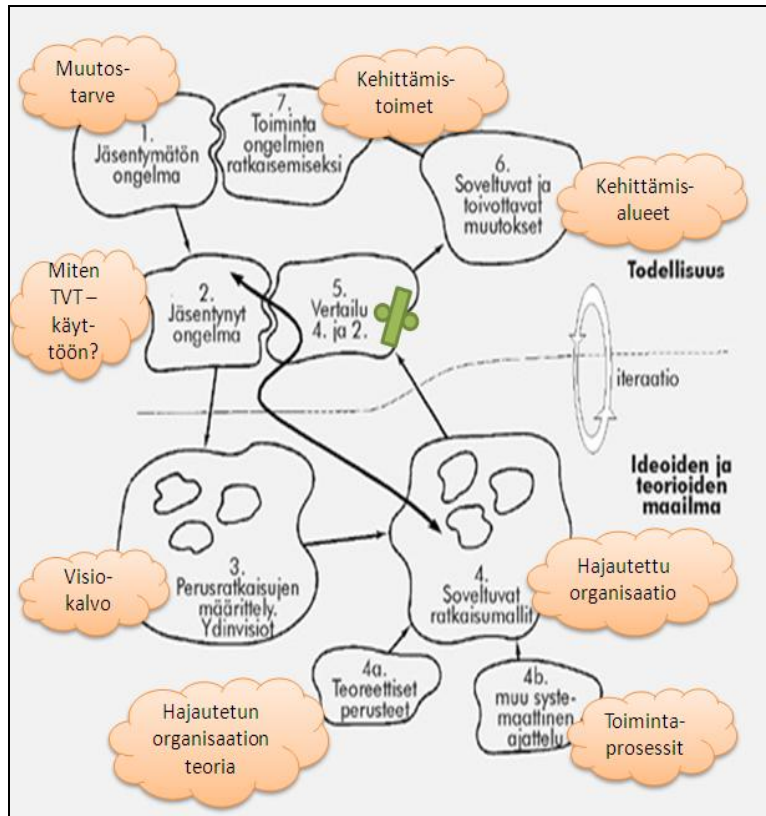 Muutos-
tarve
1.
Jäsentymätön
ongelma
7.
Toiminta
ongelmien
ratkaisemiseksi
Kehittämis-
toimet
6.
Soveltuvat ja
toivottavat
muutokset
Kehittämis-
alueet
Miten
TVT –
käyt-
töön?
2.
Jäsentynyt
ongelma
5.
Vertailu
4. ja 2.
Todellisuus
iteraatio
Ideoiden ja
teorioiden
maailma
Visio-
kalvo
3.
Perusratkaisujen
määrittely.
Ydinvisiot
4.
Soveltuvat
ratkaisumallit
Hajautettu
organisaatio
Hajautetun
organisaation
teoria
4a.
Teoreettiset
perusteet
4b.
muu syste-
maattinen
ajattelu
Toiminta-
prosessit